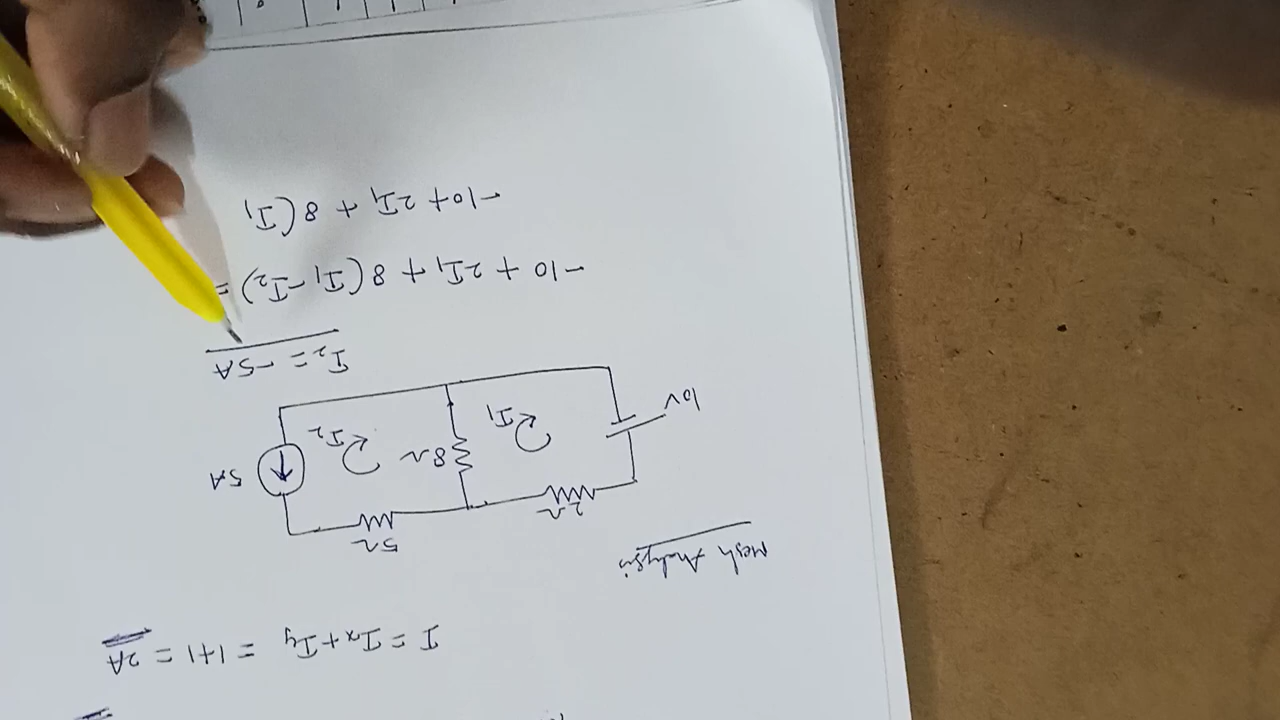 I = Ix + Iy = 1+1 = 2A
Mesh Analysis
2Ω
5Ω
10V
I1
8Ω
I2
5A
I2 = -5A
-10 + 2I1 + 8(I1 - I2) =
-10 + 2I1 + 8(I1